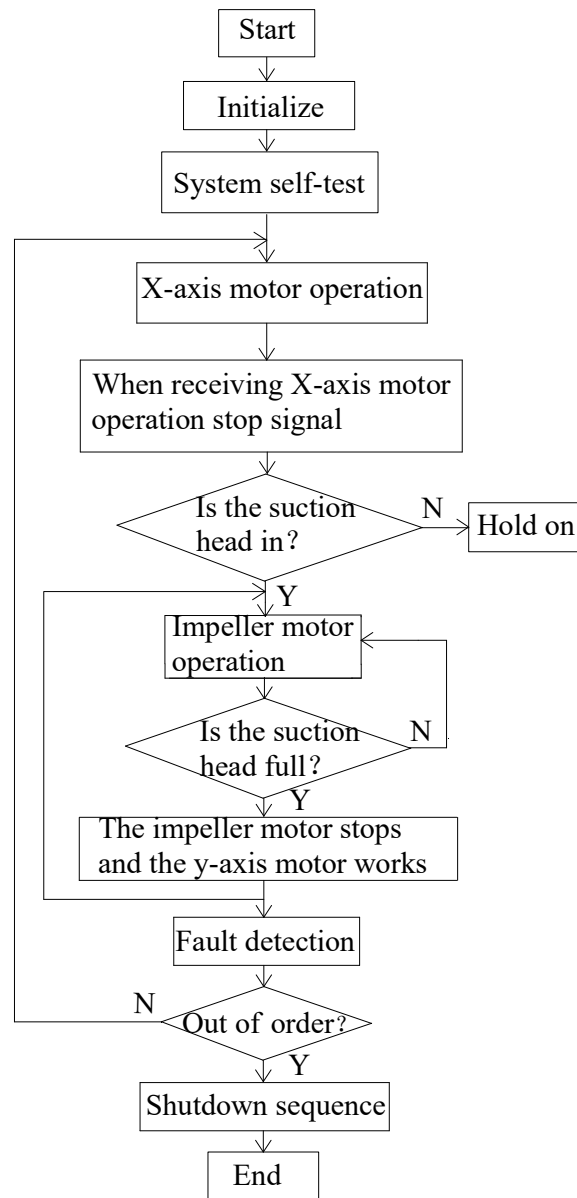 Start
Initialize
System self-test
X-axis motor operation
When receiving X-axis motor
operation stop signal
Is the suction
head in?
N
Hold on
Y
Impeller motor
operation
Is the suction
head full?
N
Y
The impeller motor stops
and the y-axis motor works
Fault detection
N
Out of order?
Y
Shutdown sequence
End